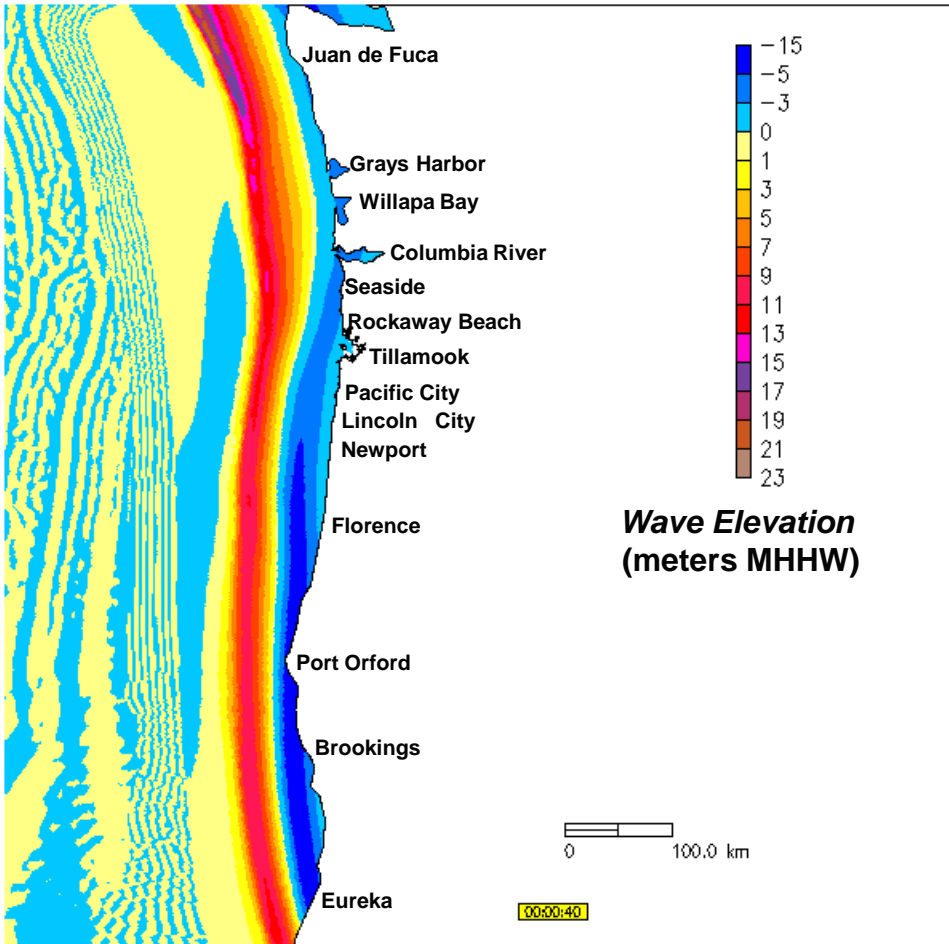 Juan de Fuca
Grays Harbor
Willapa Bay
Columbia River
Seaside
Rockaway Beach
Tillamook
Pacific City
Lincoln City
Newport
Florence
Port Orford
Brookings
Eureka
-15
-5
-3
0
1
3
5
7
9
11
13
15
17
19
21
23
Wave Elevation
(meters MHHW)
0 100.0 km
00:00:40